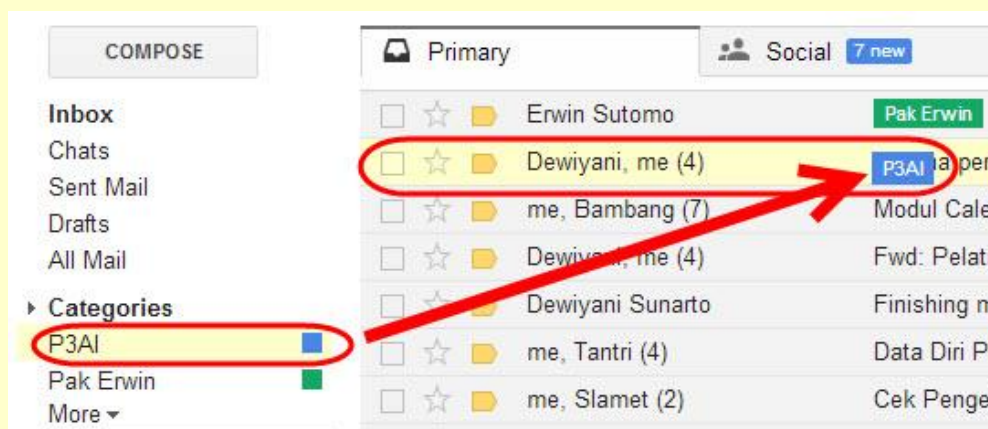 COMPOSE
Primary
Social 7 new
Inbox
Chats
Sent Mail
Drafts
All Mail
Categories
P3AI
Pak Erwin
More
Erwin Sutomo Pak Erwin
Dewiyani, me (4) P3AI per
me, Bambang (7) Modul Cale
Dewiyani, me (4) Fwd: Pelat
Dewiyani Sunarto Finishing m
me, Tantri (4) Data Diri P
me, Slamet (2) Cek Penge